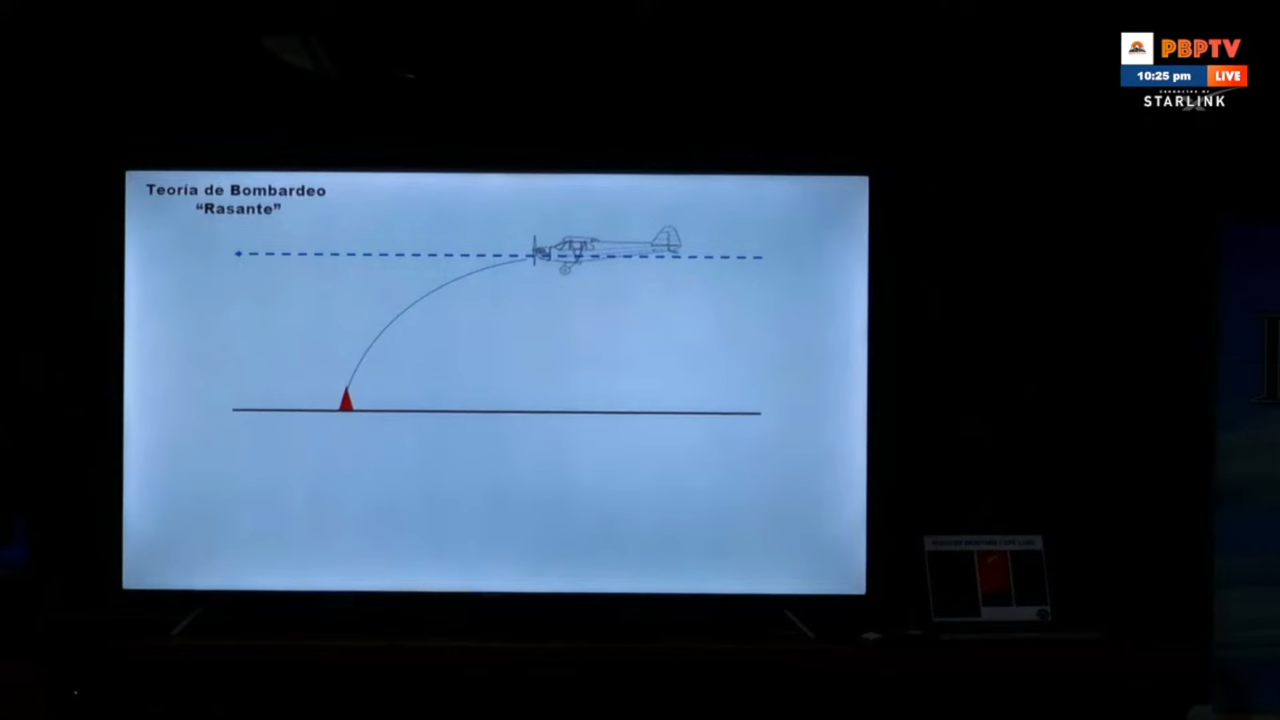 PBPTV
10:25 pm
LIVE
STARLINK
Teoría de Bombardeo
“Rasante”